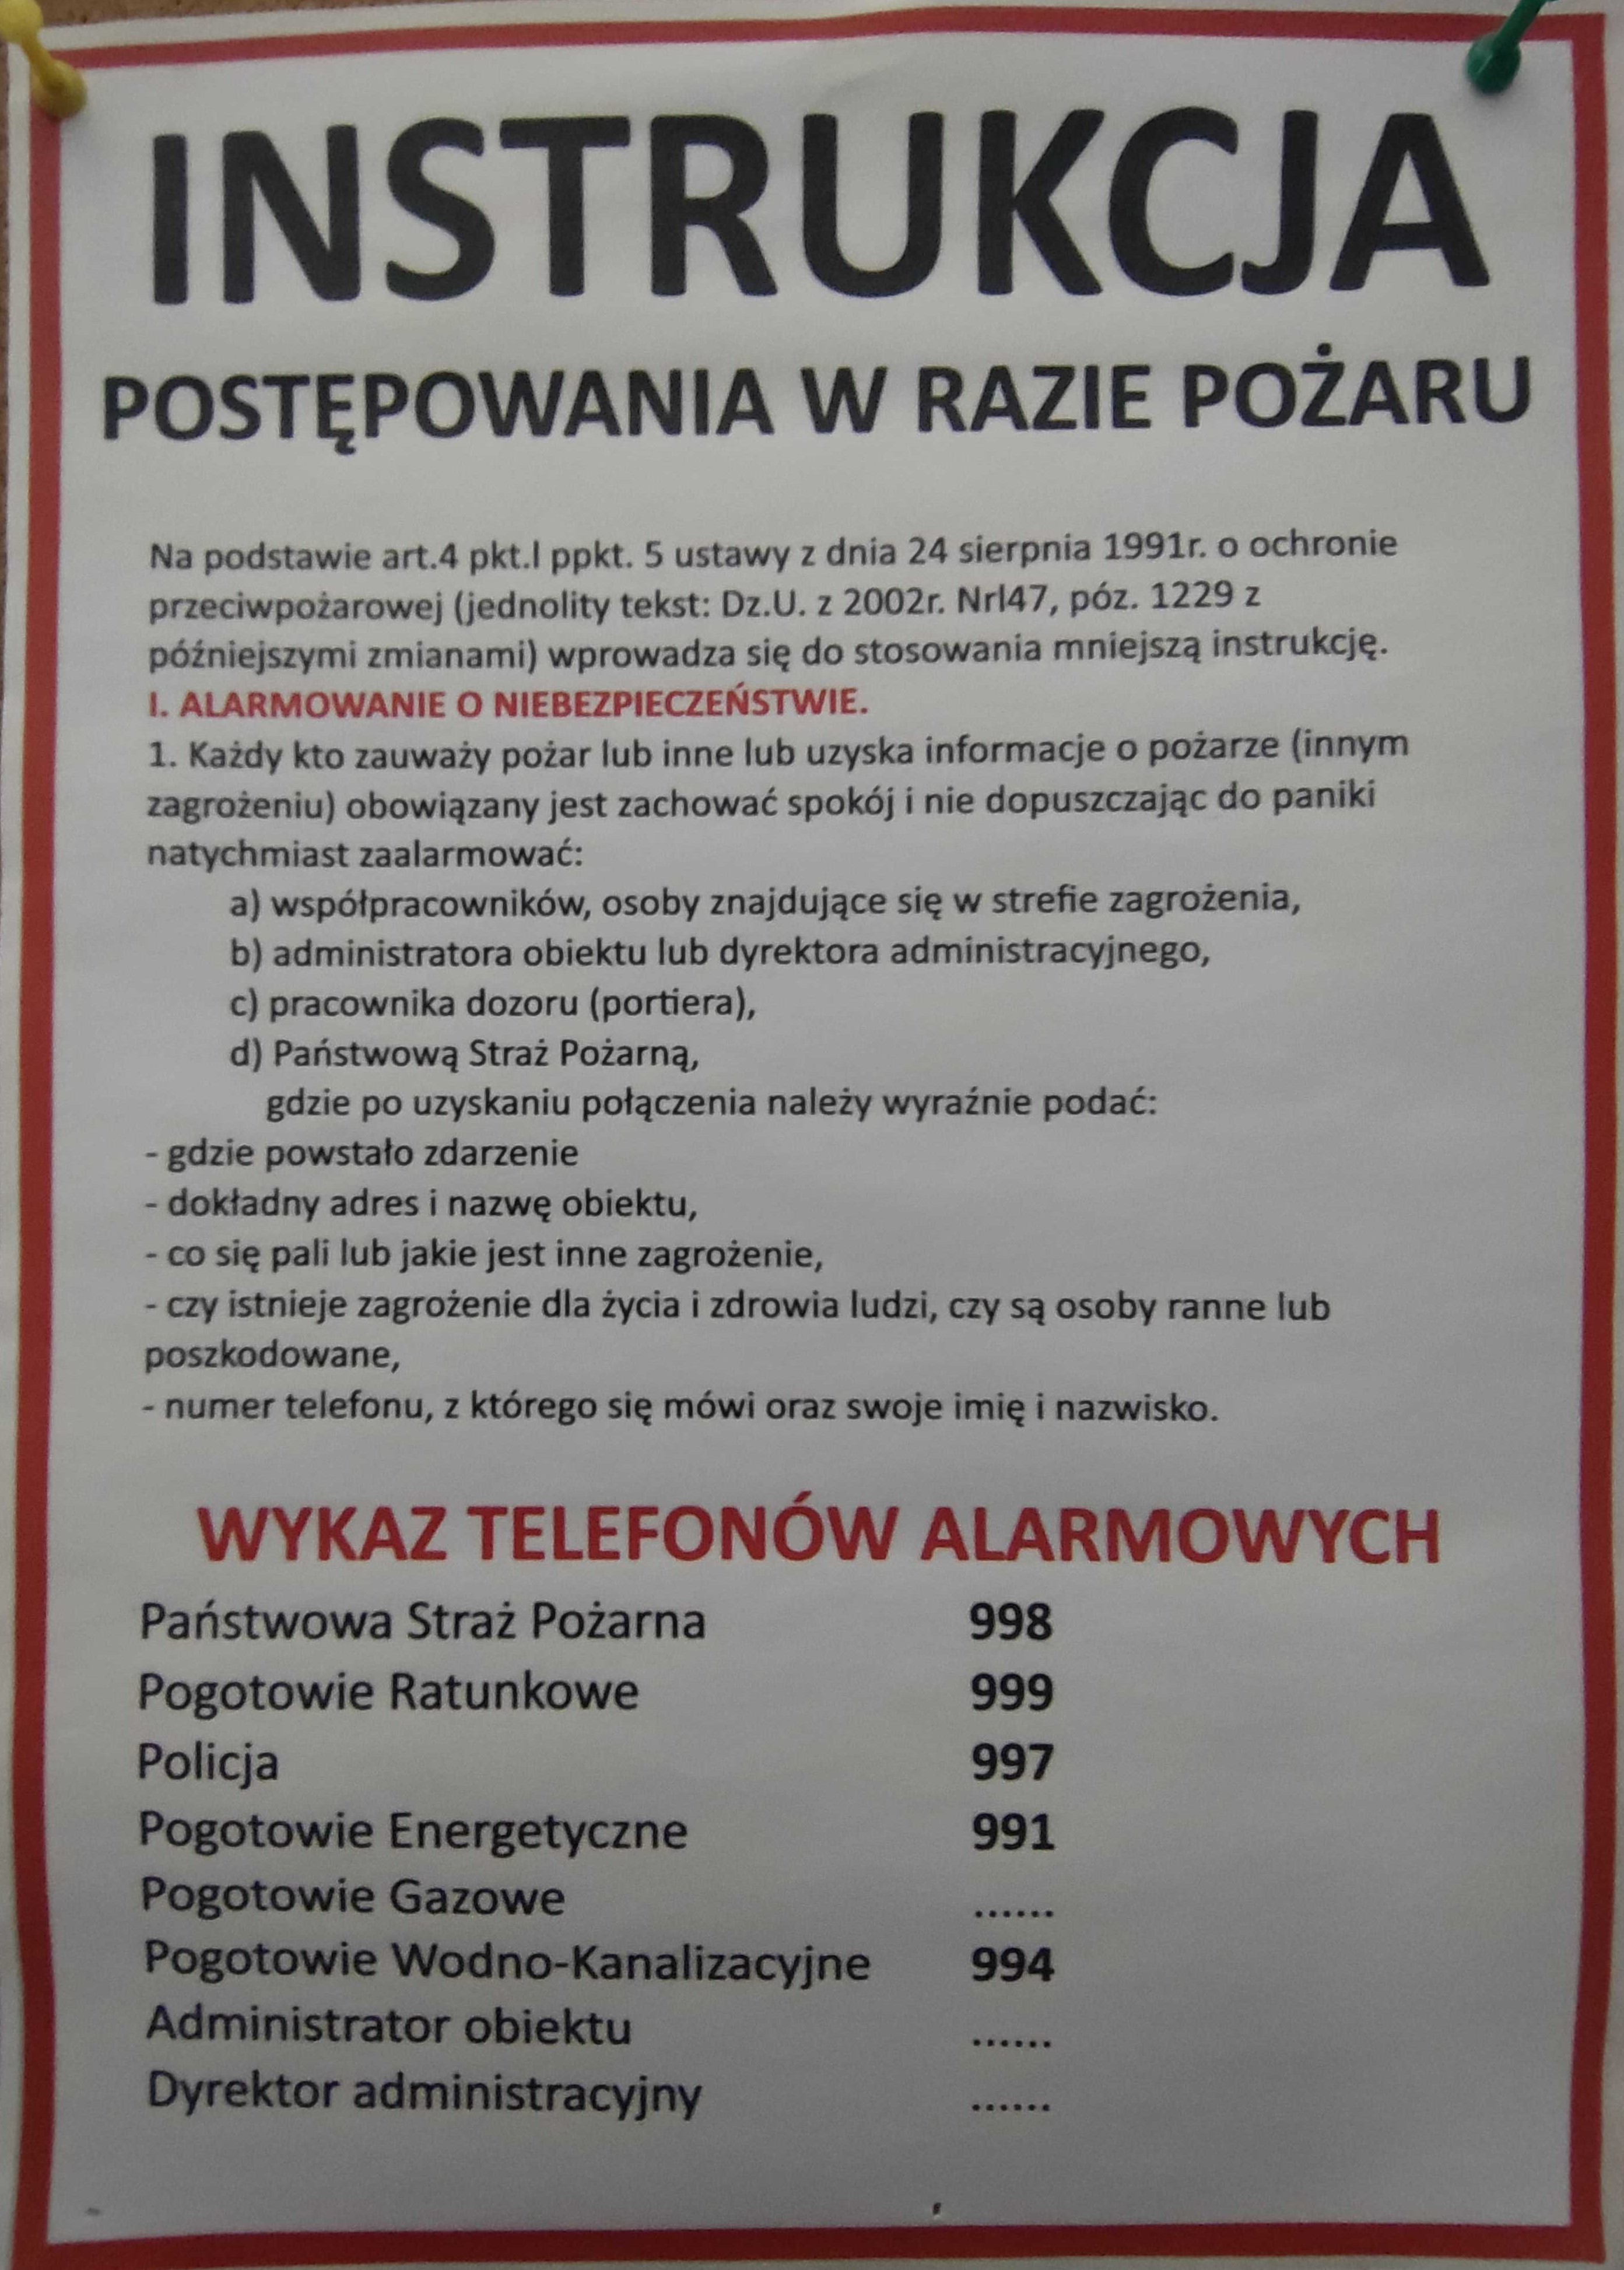 INSTRUKCJA
POSTĘPOWANIA W RAZIE POŻARU
Na podstawie art.4 pkt.l ppkt. 5 ustawy z dnia 24 sierpnia 1991r. o ochronie
przeciwpożarowej (jednolity tekst: Dz.U. z 2002r. Nrl47, póz. 1229 z
późniejszymi zmianami) wprowadza się do stosowania mniejszą instrukcję.
I. ALARMOWANIE O NIEBEZPIECZEŃSTWIE.
1. Każdy kto zauważy pożar lub inne lub uzyska informacje o pożarze (innym
zagrożeniu) obowiązany jest zachować spokój i nie dopuszczając do paniki
natychmiast zaalarmować:
a) współpracowników, osoby znajdujące się w strefie zagrożenia,
b) administratora obiektu lub dyrektora administracyjnego,
c) pracownika dozoru (portiera),
d) Państwową Straż Pożarną,
gdzie po uzyskaniu połączenia należy wyraźnie podać:
- gdzie powstało zdarzenie
- dokładny adres i nazwę obiektu,
- co się pali lub jakie jest inne zagrożenie,
- czy istnieje zagrożenie dla życia i zdrowia ludzi, czy są osoby ranne lub
poszkodowane,
- numer telefonu, z którego się mówi oraz swoje imię i nazwisko.
WYKAZ TELEFONÓW ALARMOWYCH
Państwowa Straż Pożarna 998
Pogotowie Ratunkowe 999
Policja 997
Pogotowie Energetyczne 991
Pogotowie Gazowe ......
Pogotowie Wodno-Kanalizacyjne 994
Administrator obiektu ......
Dyrektor administracyjny ......